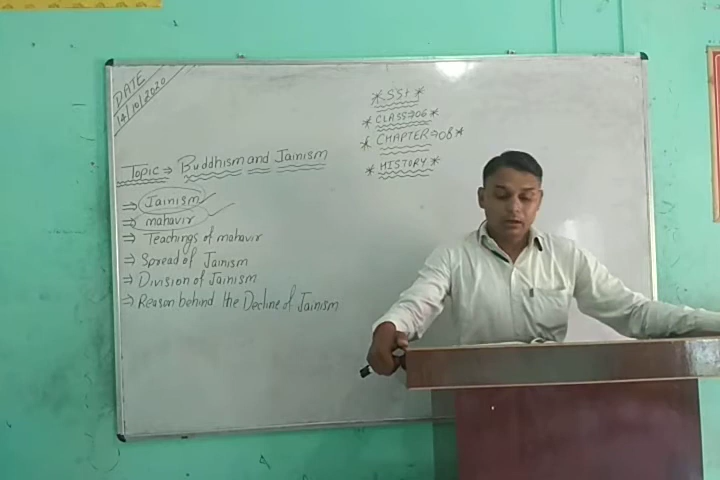 DATE
14/10/2020
*SSt*
* CLASS⇒06 *
* CHAPTER⇒08*
* HISTORY *
Topic ⇒ Buddhism and Jainism
⇒ Jainism
⇒ mahavir
⇒ Teachings of mahavir
⇒ Spread of Jainism
⇒ Division of Jainism
⇒ Reason behind the Decline of Jainism